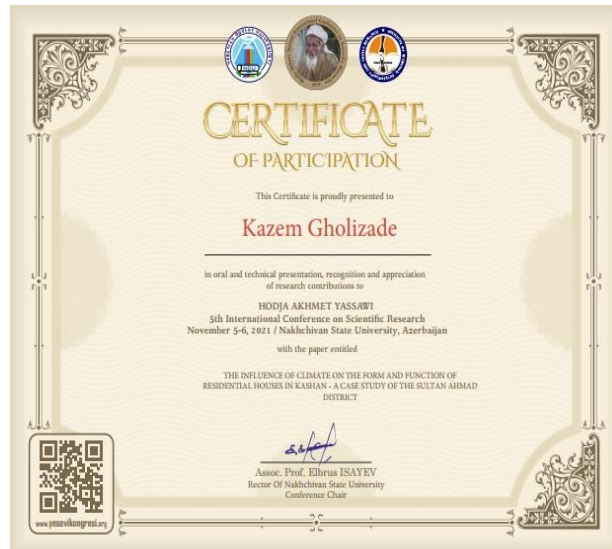 CERTIFICATE
OF PARTICIPATION
This Certificate is proudly presented to
Kazem Gholizade
in oral and technical presentation, recognition and appreciation
of research contributions to
HODJA AKHMET YASSAWI
5th International Conference on Scientific Research
November 5-6, 2021 / Nakhchivan State University, Azerbaijan
with the paper entitled
THE INFLUENCE OF CLIMATE ON THE FORM AND FUNCTION OF
RESIDENTIAL HOUSES IN KASHAN - A CASE STUDY OF THE SULTAN AHMAD
DISTRICT
Assoc. Prof. Elbrus ISAYEV
Rector Of Nakhchivan State University
Conference Chair
www.yesevikongresi.org